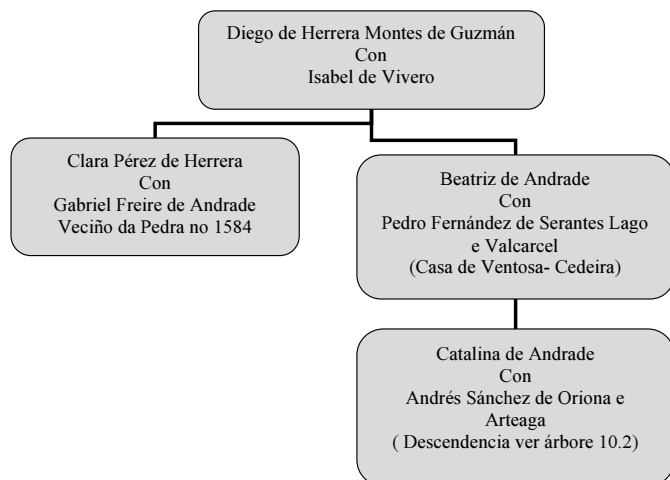 Diego de Herrera Montes de Guzmán
Con
Isabel de Vivero
Clara Pérez de Herrera
Con
Gabriel Freire de Andrade
Veciño da Pedra no 1584
Beatriz de Andrade
Con
Pedro Fernández de Serantes Lago
e Valcarcel
(Casa de Ventosa- Cedeira)
Catalina de Andrade
Con
Andrés Sánchez de Oriona e
Arteaga
( Descendencia ver árbore 10.2)